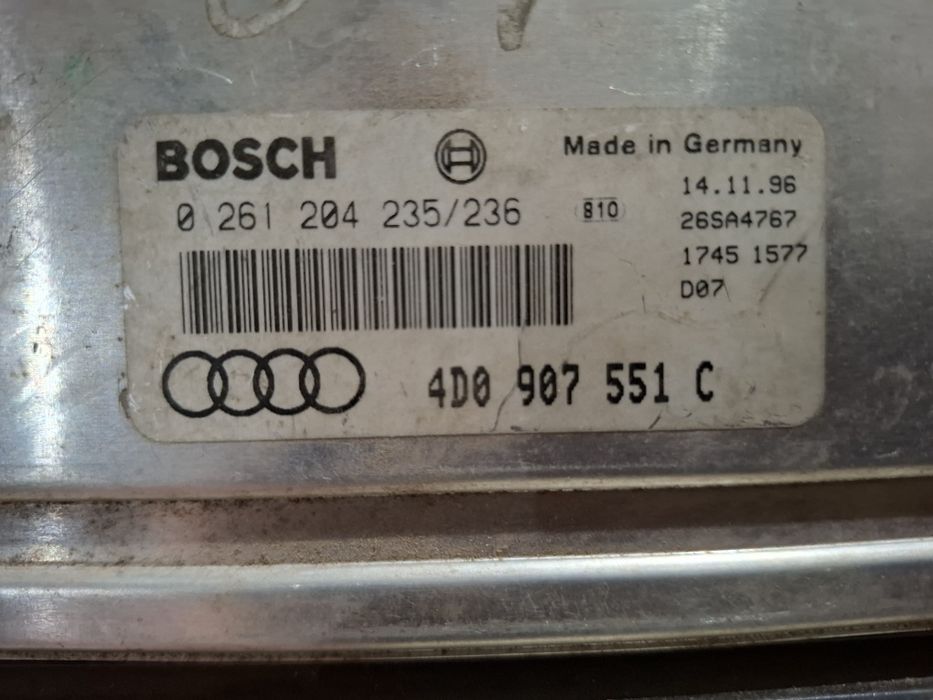 BOSCH
Made in Germany
0 261 204 235/236
810
14.11.96
26SA4767
1745 1577
D07
4D0 907 551 C